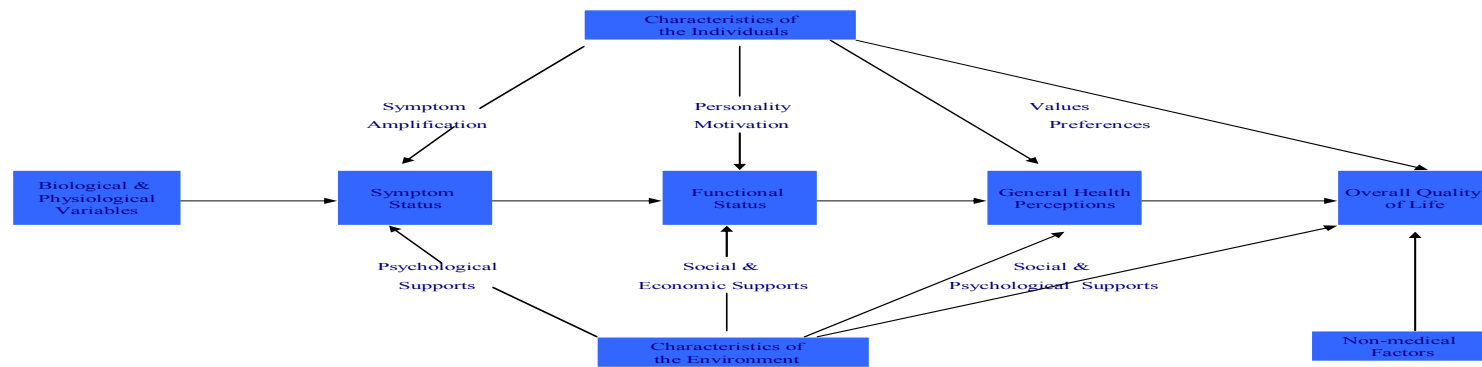 Characteristics of
the Individuals
Symptom
Amplification
Personality
Motivation
Values
Preferences
Biological &
Physiological
Variables
Symptom
Status
Functional
Status
General Health
Perceptions
Overall Quality
of Life
Psychological
Supports
Social &
Economic Supports
Social &
Psychological Supports
Characteristics of
the Environment
Non-medical
Factors